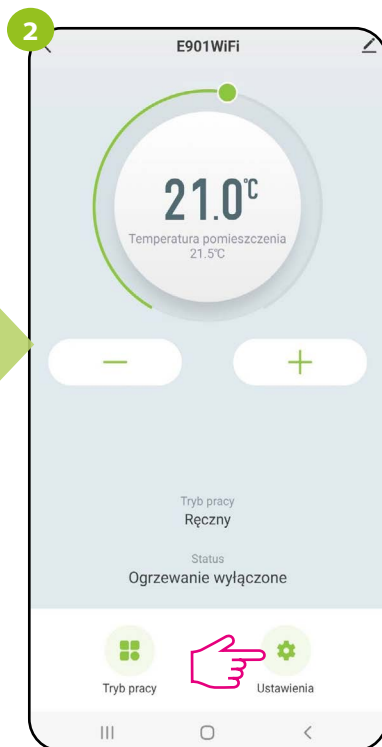 2
E901WiFi
21.0°C
Temperatura pomieszczenia
21.5°C
Tryb pracy
Ręczny
Status
Ogrzewanie wyłączone
Tryb pracy
Ustawienia